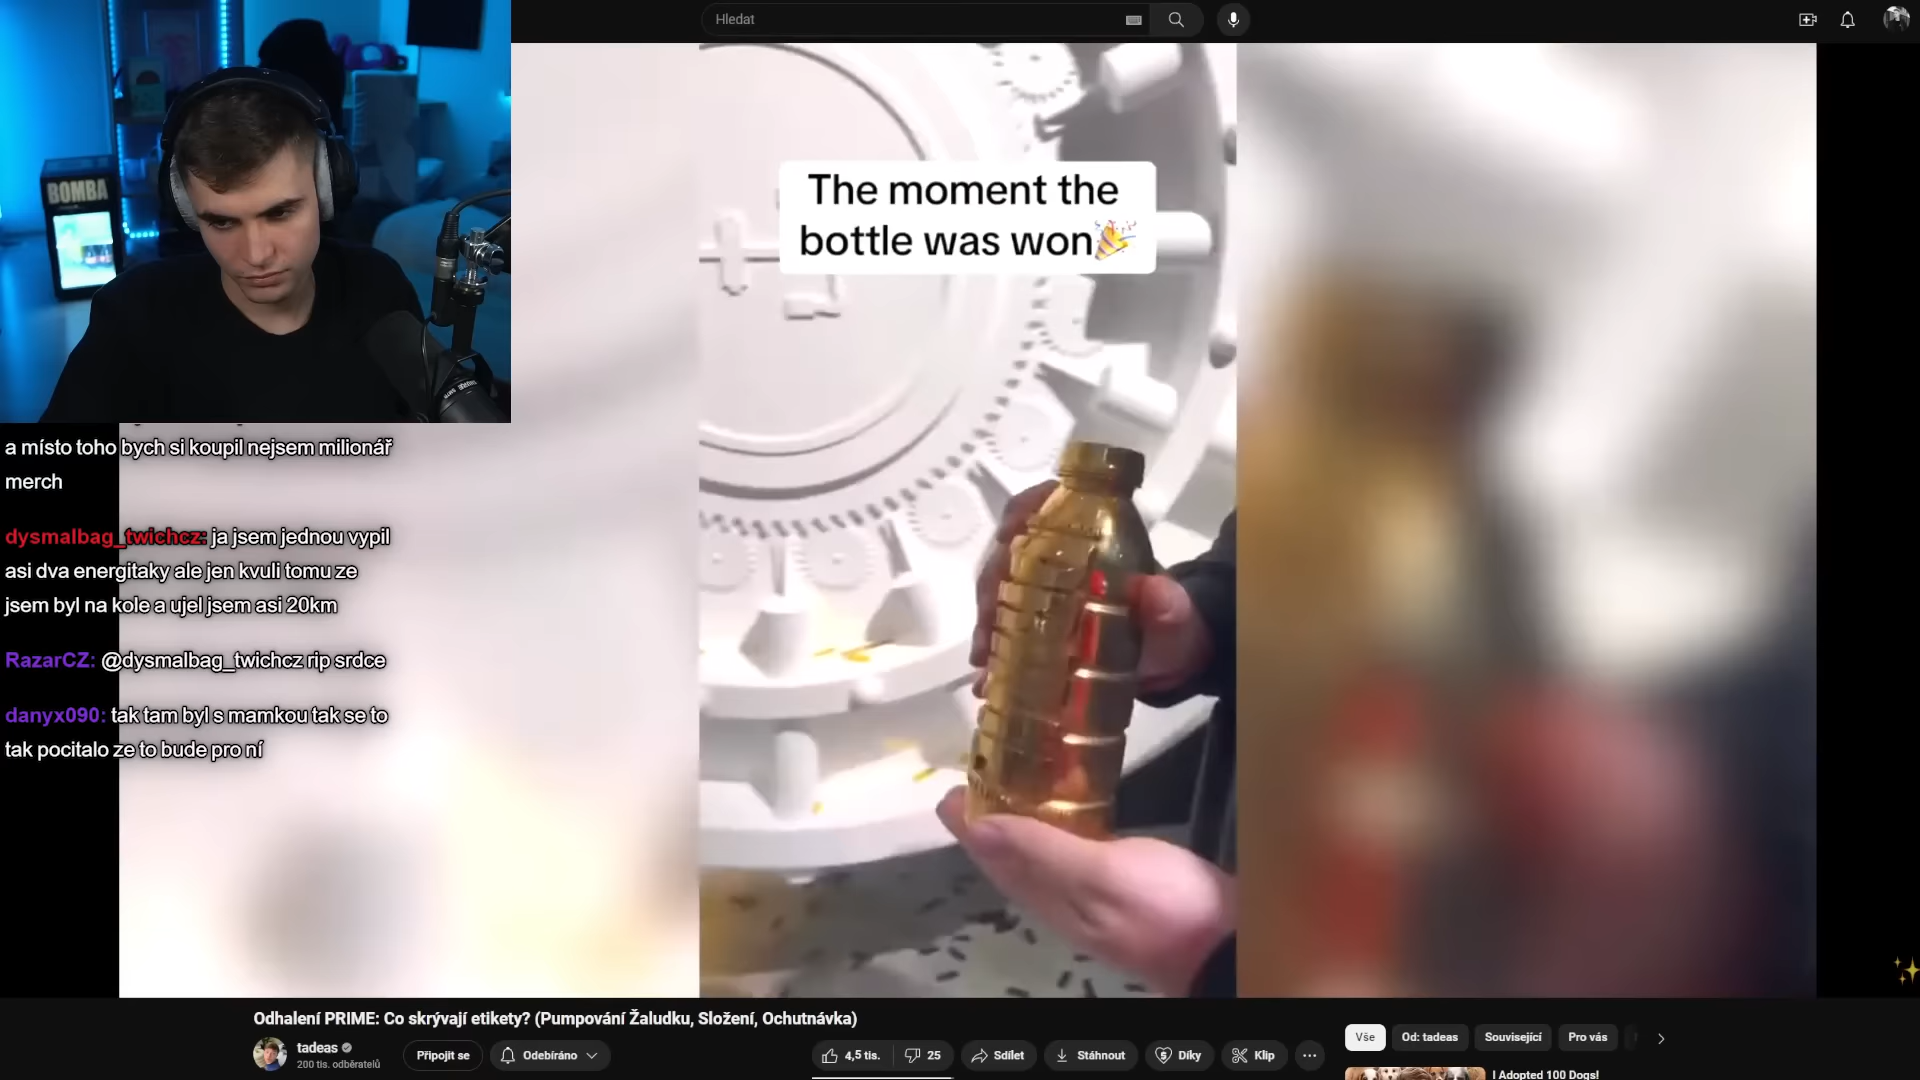 Hledat
BOMBA
The moment the
bottle was won
a místo toho bych si koupil nejsem milionář
merch
dysmalbag_twichcz: ja jsem jednou vypil
asi dva energitaky ale jen kvuli tomu ze
jsem byl na kole a ujel jsem asi 20km
RazarCZ: @dysmalbag_twichcz rip srdce
danyx090: tak tam byl s mamkou tak se to
tak pocitalo ze to bude pro ní
Odhalení PRIME: Co skrývají etikety? (Pumpování Žaludku, Složení, Ochutnávka)
tadeas
200 tis. odběratelů
Připojit se
Odebíráno
4,5 tis.
25
Sdílet
Stáhnout
Díky
Klip
Vše
Od: tadeas
Související
Pro vás
I Adopted 100 Dogs!